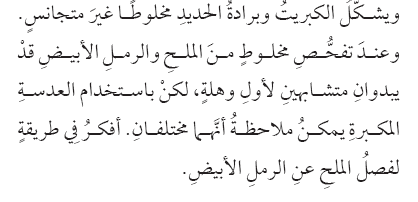 ويشكّلُ الكبريتُ وبرادةُ الحديدِ مخلوطًا غيرَ متجانسٍ.
وعندَ تفحُّصِ مخلوطٍ منَ الملحِ والرملِ الأبيضِ قدْ
يبدوانِ متشابهينِ لأولِ وهلةٍ، لكنْ باستخدام العدسةِ
المكبرةِ يمكنُ ملاحظةُ أنَّهما مختلفانِ. أفكرُ فِي طريقةٍ
لفصلُ الملحِ عنِ الرملِ الأبيضِ.